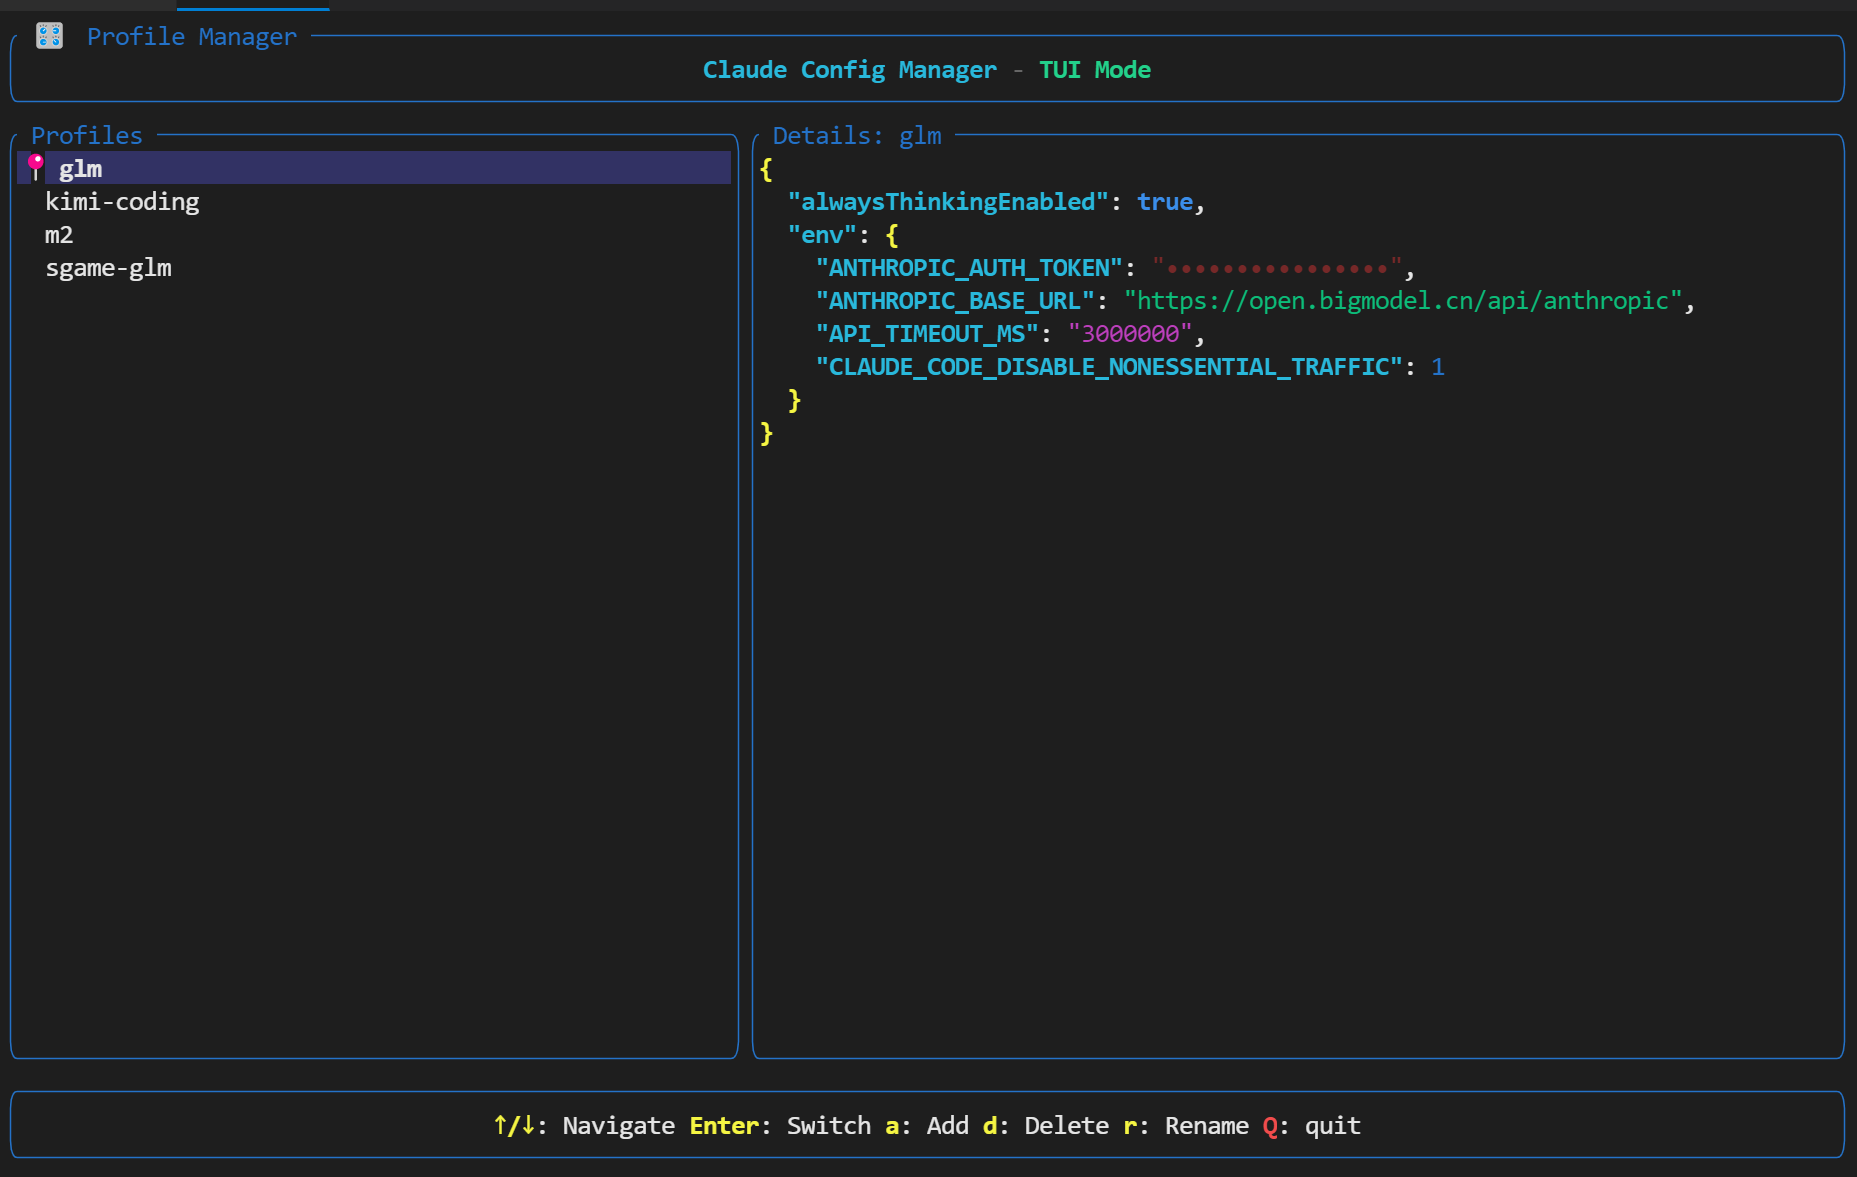 Profile Manager
Claude Config Manager - TUI Mode
Profiles
glm
kimi-coding
m2
sgame-glm
Details: glm
{
  "alwaysThinkingEnabled": true,
  "env": {
    "ANTHROPIC_AUTH_TOKEN": "••••••••••••••••",
    "ANTHROPIC_BASE_URL": "https://open.bigmodel.cn/api/anthropic",
    "API_TIMEOUT_MS": "3000000",
    "CLAUDE_CODE_DISABLE_NONESSENTIAL_TRAFFIC": 1
  }
}
↑/↓: Navigate Enter: Switch a: Add d: Delete r: Rename Q: quit